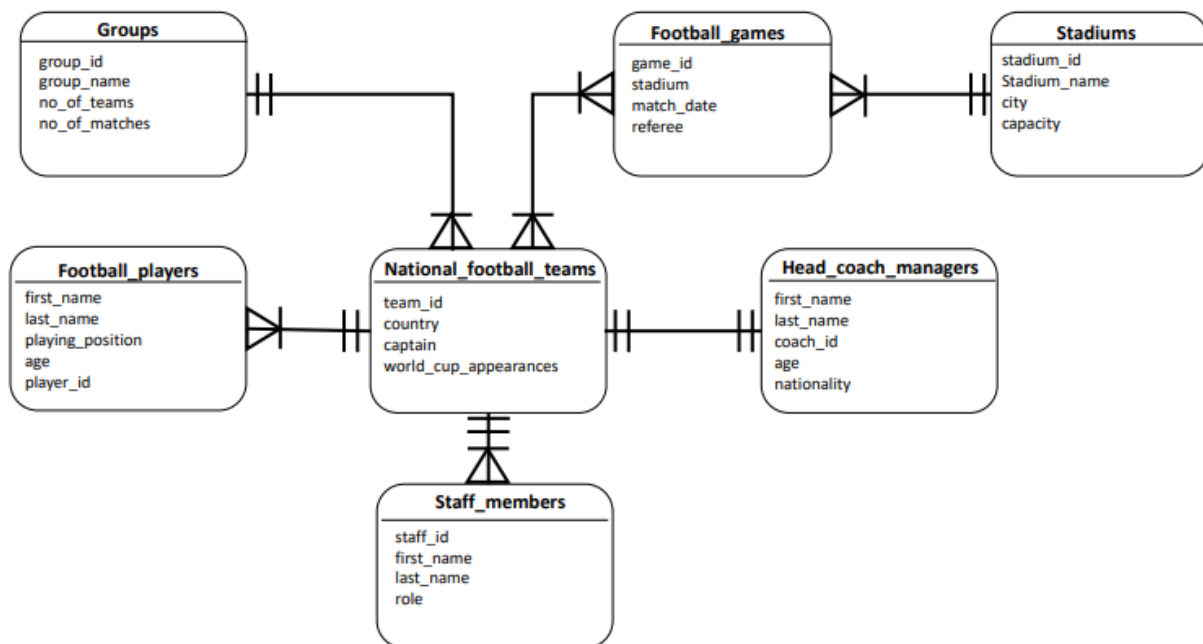 Groups
group_id
group_name
no_of_teams
no_of_matches
Football_games
game_id
stadium
match_date
referee
Stadiums
stadium_id
Stadium_name
city
capacity
Football_players
first_name
last_name
playing_position
age
player_id
National_football_teams
team_id
country
captain
world_cup_appearances
Head_coach_managers
first_name
last_name
coach_id
age
nationality
Staff_members
staff_id
first_name
last_name
role